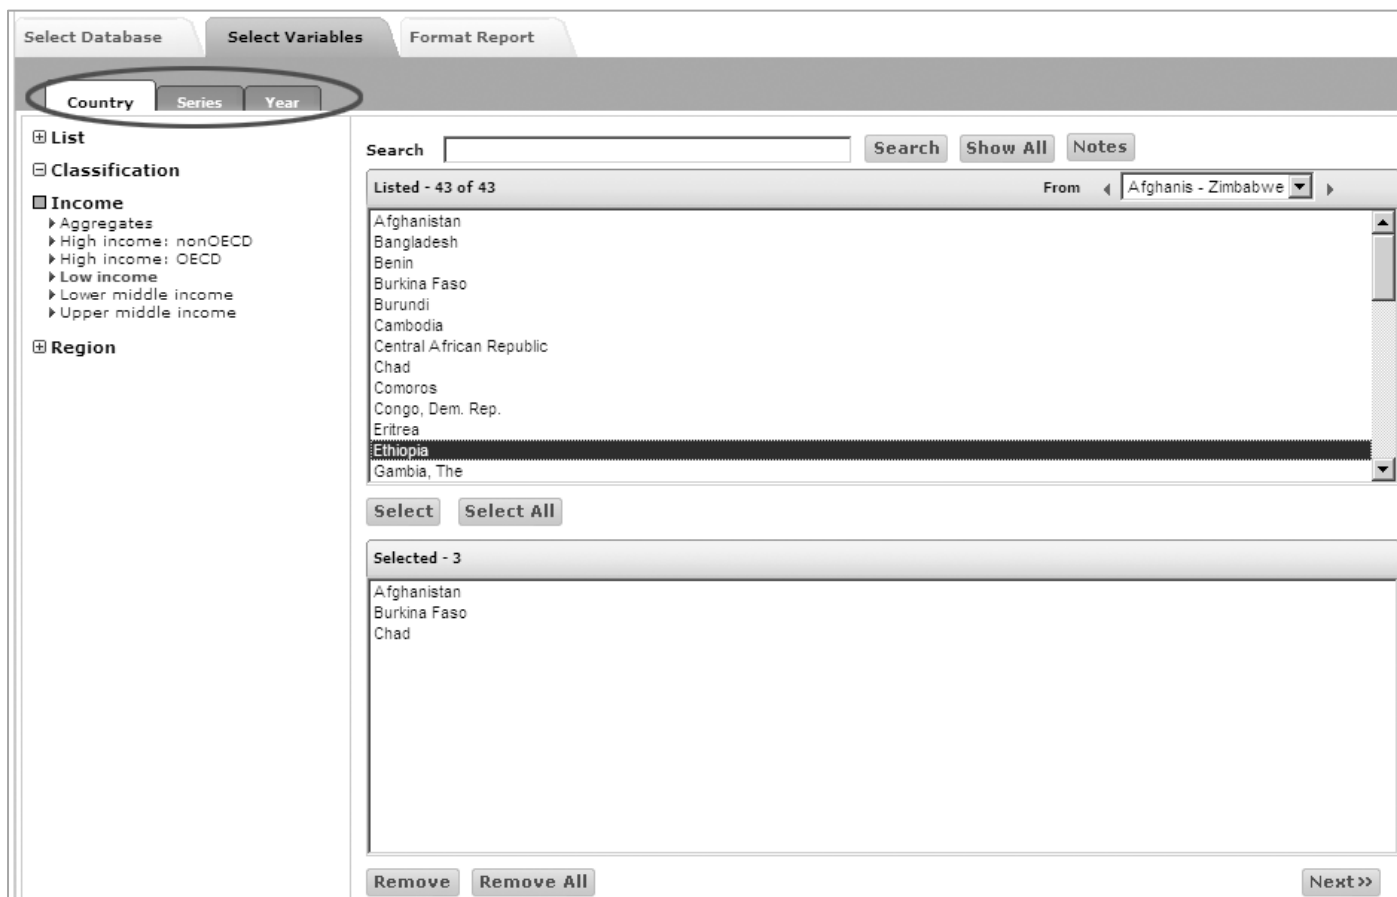 Select Database Select Variables Format Report
Country Series Year
List
Classification
Income
Aggregates
High income: nonOECD
High income: OECD
Low income
Lower middle income
Upper middle income
Region
Search Search Show All Notes
Listed - 43 of 43 From Afghanis - Zimbabwe
Afghanistan
Bangladesh
Benin
Burkina Faso
Burundi
Cambodia
Central African Republic
Chad
Comoros
Congo, Dem. Rep.
Eritrea
Ethiopia
Gambia, The
Select Select All
Selected - 3
Afghanistan
Burkina Faso
Chad
Remove Remove All Next>>